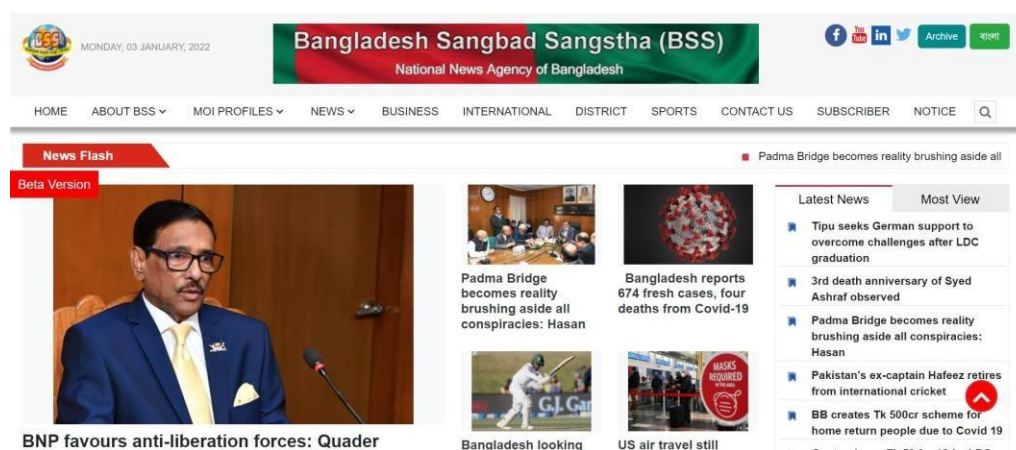 BSS
MONDAY, 03 JANUARY, 2022
Bangladesh Sangbad Sangstha (BSS)
National News Agency of Bangladesh
f
You
Tube
in
Archive
বাংলা
HOME ABOUT BSS MOI PROFILES NEWS BUSINESS INTERNATIONAL DISTRICT SPORTS CONTACT US SUBSCRIBER NOTICE
News Flash
Padma Bridge becomes reality brushing aside all
Beta Version
BNP favours anti-liberation forces: Quader
Padma Bridge
becomes reality
brushing aside all
conspiracies: Hasan
Bangladesh reports
674 fresh cases, four
deaths from Covid-19
G.J. Gar
Bangladesh looking
MASKS
REQUIRED
US air travel still
Latest News Most View
Tipu seeks German support to
overcome challenges after LDC
graduation
3rd death anniversary of Syed
Ashraf observed
Padma Bridge becomes reality
brushing aside all conspiracies:
Hasan
Pakistan's ex-captain Hafeez retires
from international cricket
BB creates Tk 500cr scheme for
home return people due to Covid 19